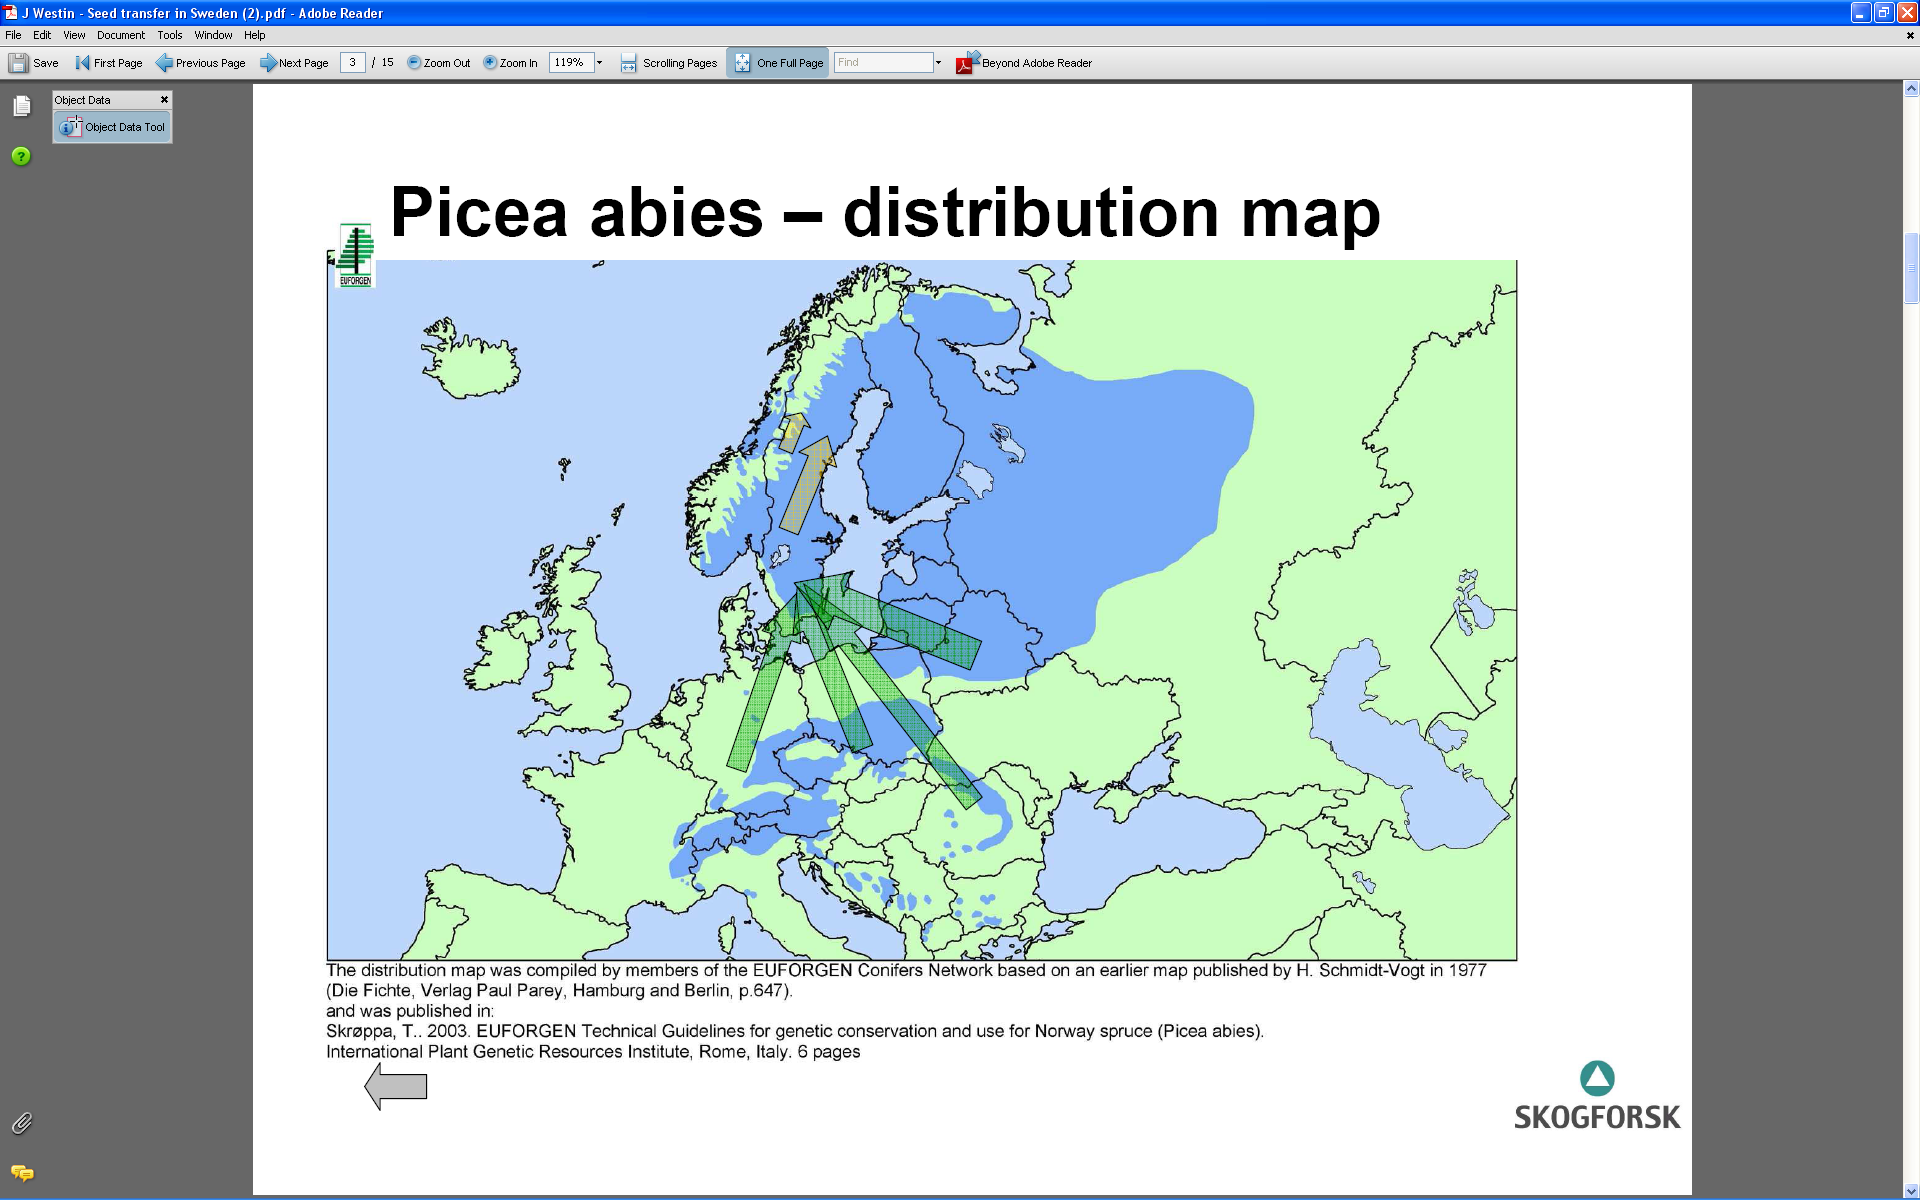 J Westin - Seed transfer in Sweden (2).pdf - Adobe Reader
File Edit View Document Tools Window Help
Save First Page Previous Page Next Page 3 / 15 Zoom Out Zoom In 119% Scrolling Pages One Full Page Find Beyond Adobe Reader
Object Data
Object Data Tool
Picea abies – distribution map
EUFORGEN
The distribution map was compiled by members of the EUFORGEN Conifers Network based on an earlier map published by H. Schmidt-Vogt in 1977
(Die Fichte, Verlag Paul Parey, Hamburg and Berlin, p.647).
and was published in:
Skrøppa, T.. 2003. EUFORGEN Technical Guidelines for genetic conservation and use for Norway spruce (Picea abies).
International Plant Genetic Resources Institute, Rome, Italy. 6 pages
SKOGFORSK